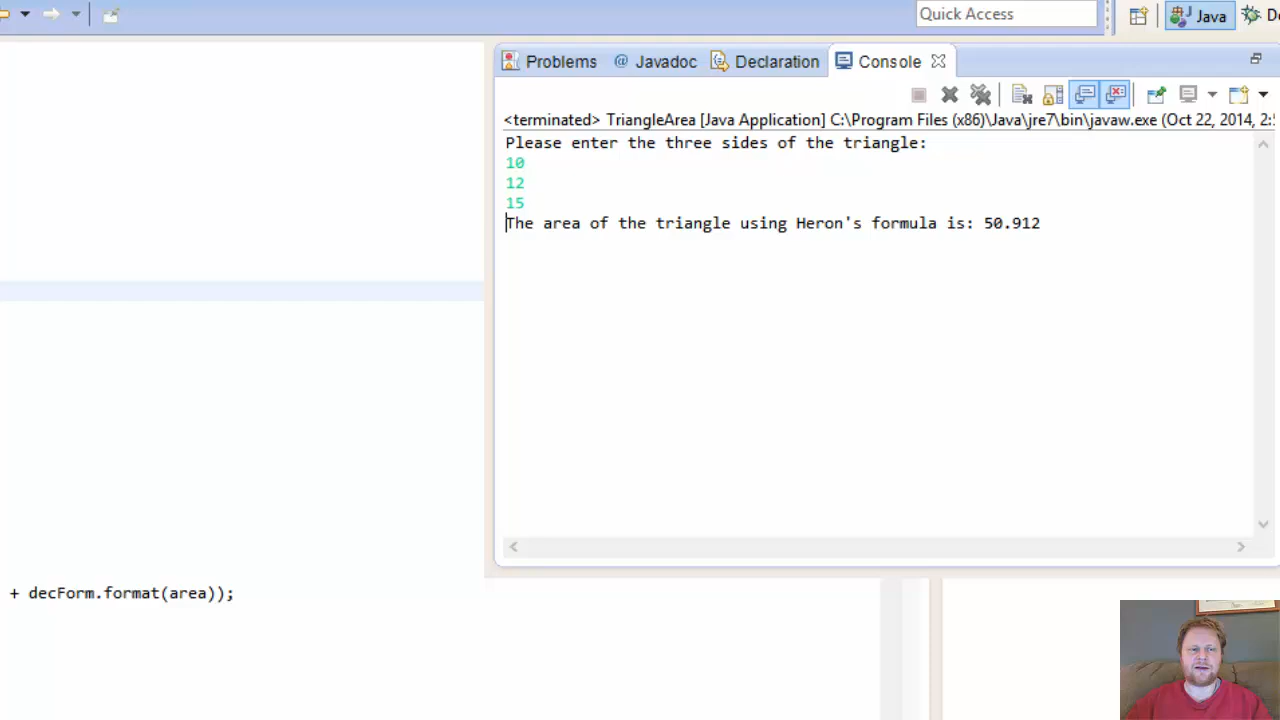 Quick Access
Java
Problems @ Javadoc Declaration Console
<terminated> TriangleArea [Java Application] C:\Program Files (x86)\Java\jre7\bin\javaw.exe (Oct 22, 2014, 2:5
Please enter the three sides of the triangle:
10
12
15
The area of the triangle using Heron's formula is: 50.912
+ decForm.format(area));